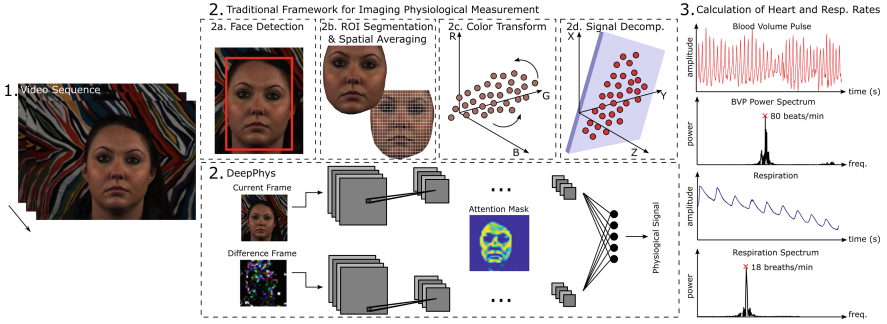 1.
Video Sequence
2. Traditional Framework for Imaging Physiological Measurement
2a. Face Detection
2b. ROI Segmentation
& Spatial Averaging
2c. Color Transform
R
G
B
2d. Signal Decomp.
X
Y
Z
2. DeepPhys
Current Frame
Difference Frame
...
Attention Mask
...
Physiological Signal
3. Calculation of Heart and Resp. Rates
Blood Volume Pulse
amplitude
time (s)
BVP Power Spectrum
80 beats/min
power
freq.
Respiration
amplitude
time (s)
Respiration Spectrum
18 breaths/min
power
freq.